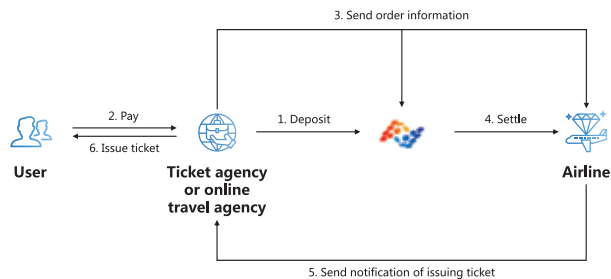 3. Send order information
2. Pay
1. Deposit
4. Settle
6. Issue ticket
User
Ticket agency
or online
travel agency
Airline
5. Send notification of issuing ticket